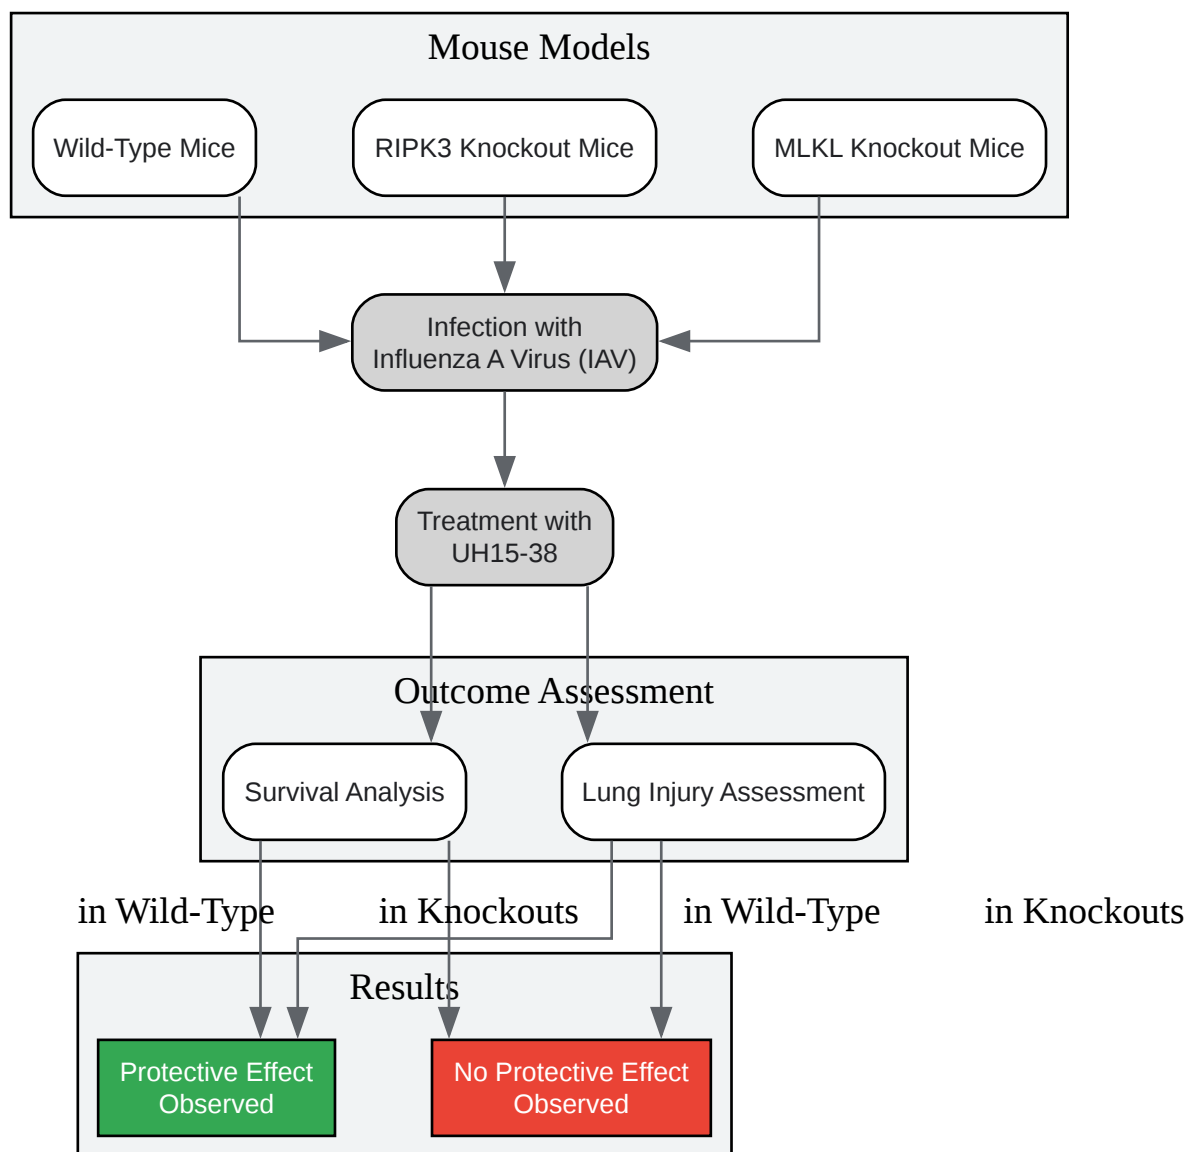 Mouse Models
Wild-Type Mice
RIPK3 Knockout Mice
MLKL Knockout Mice
Infection with
Influenza A Virus (IAV)
Treatment with
UH15-38
Outcome Assessment
Survival Analysis
Lung Injury Assessment
in Wild-Type
in Knockouts
in Wild-Type
in Knockouts
Results
Protective Effect
Observed
No Protective Effect
Observed